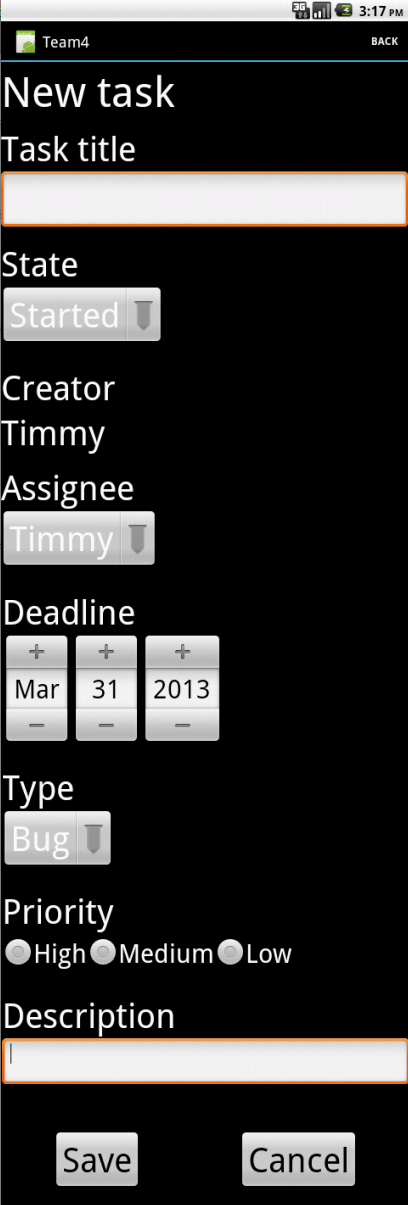 3G 3:17 PM
Team4 BACK
New task
Task title
State
Started
Creator
Timmy
Assignee
Timmy
Deadline
+ + +
Mar 31 2013
− − −
Type
Bug
Priority
High Medium Low
Description
Save Cancel